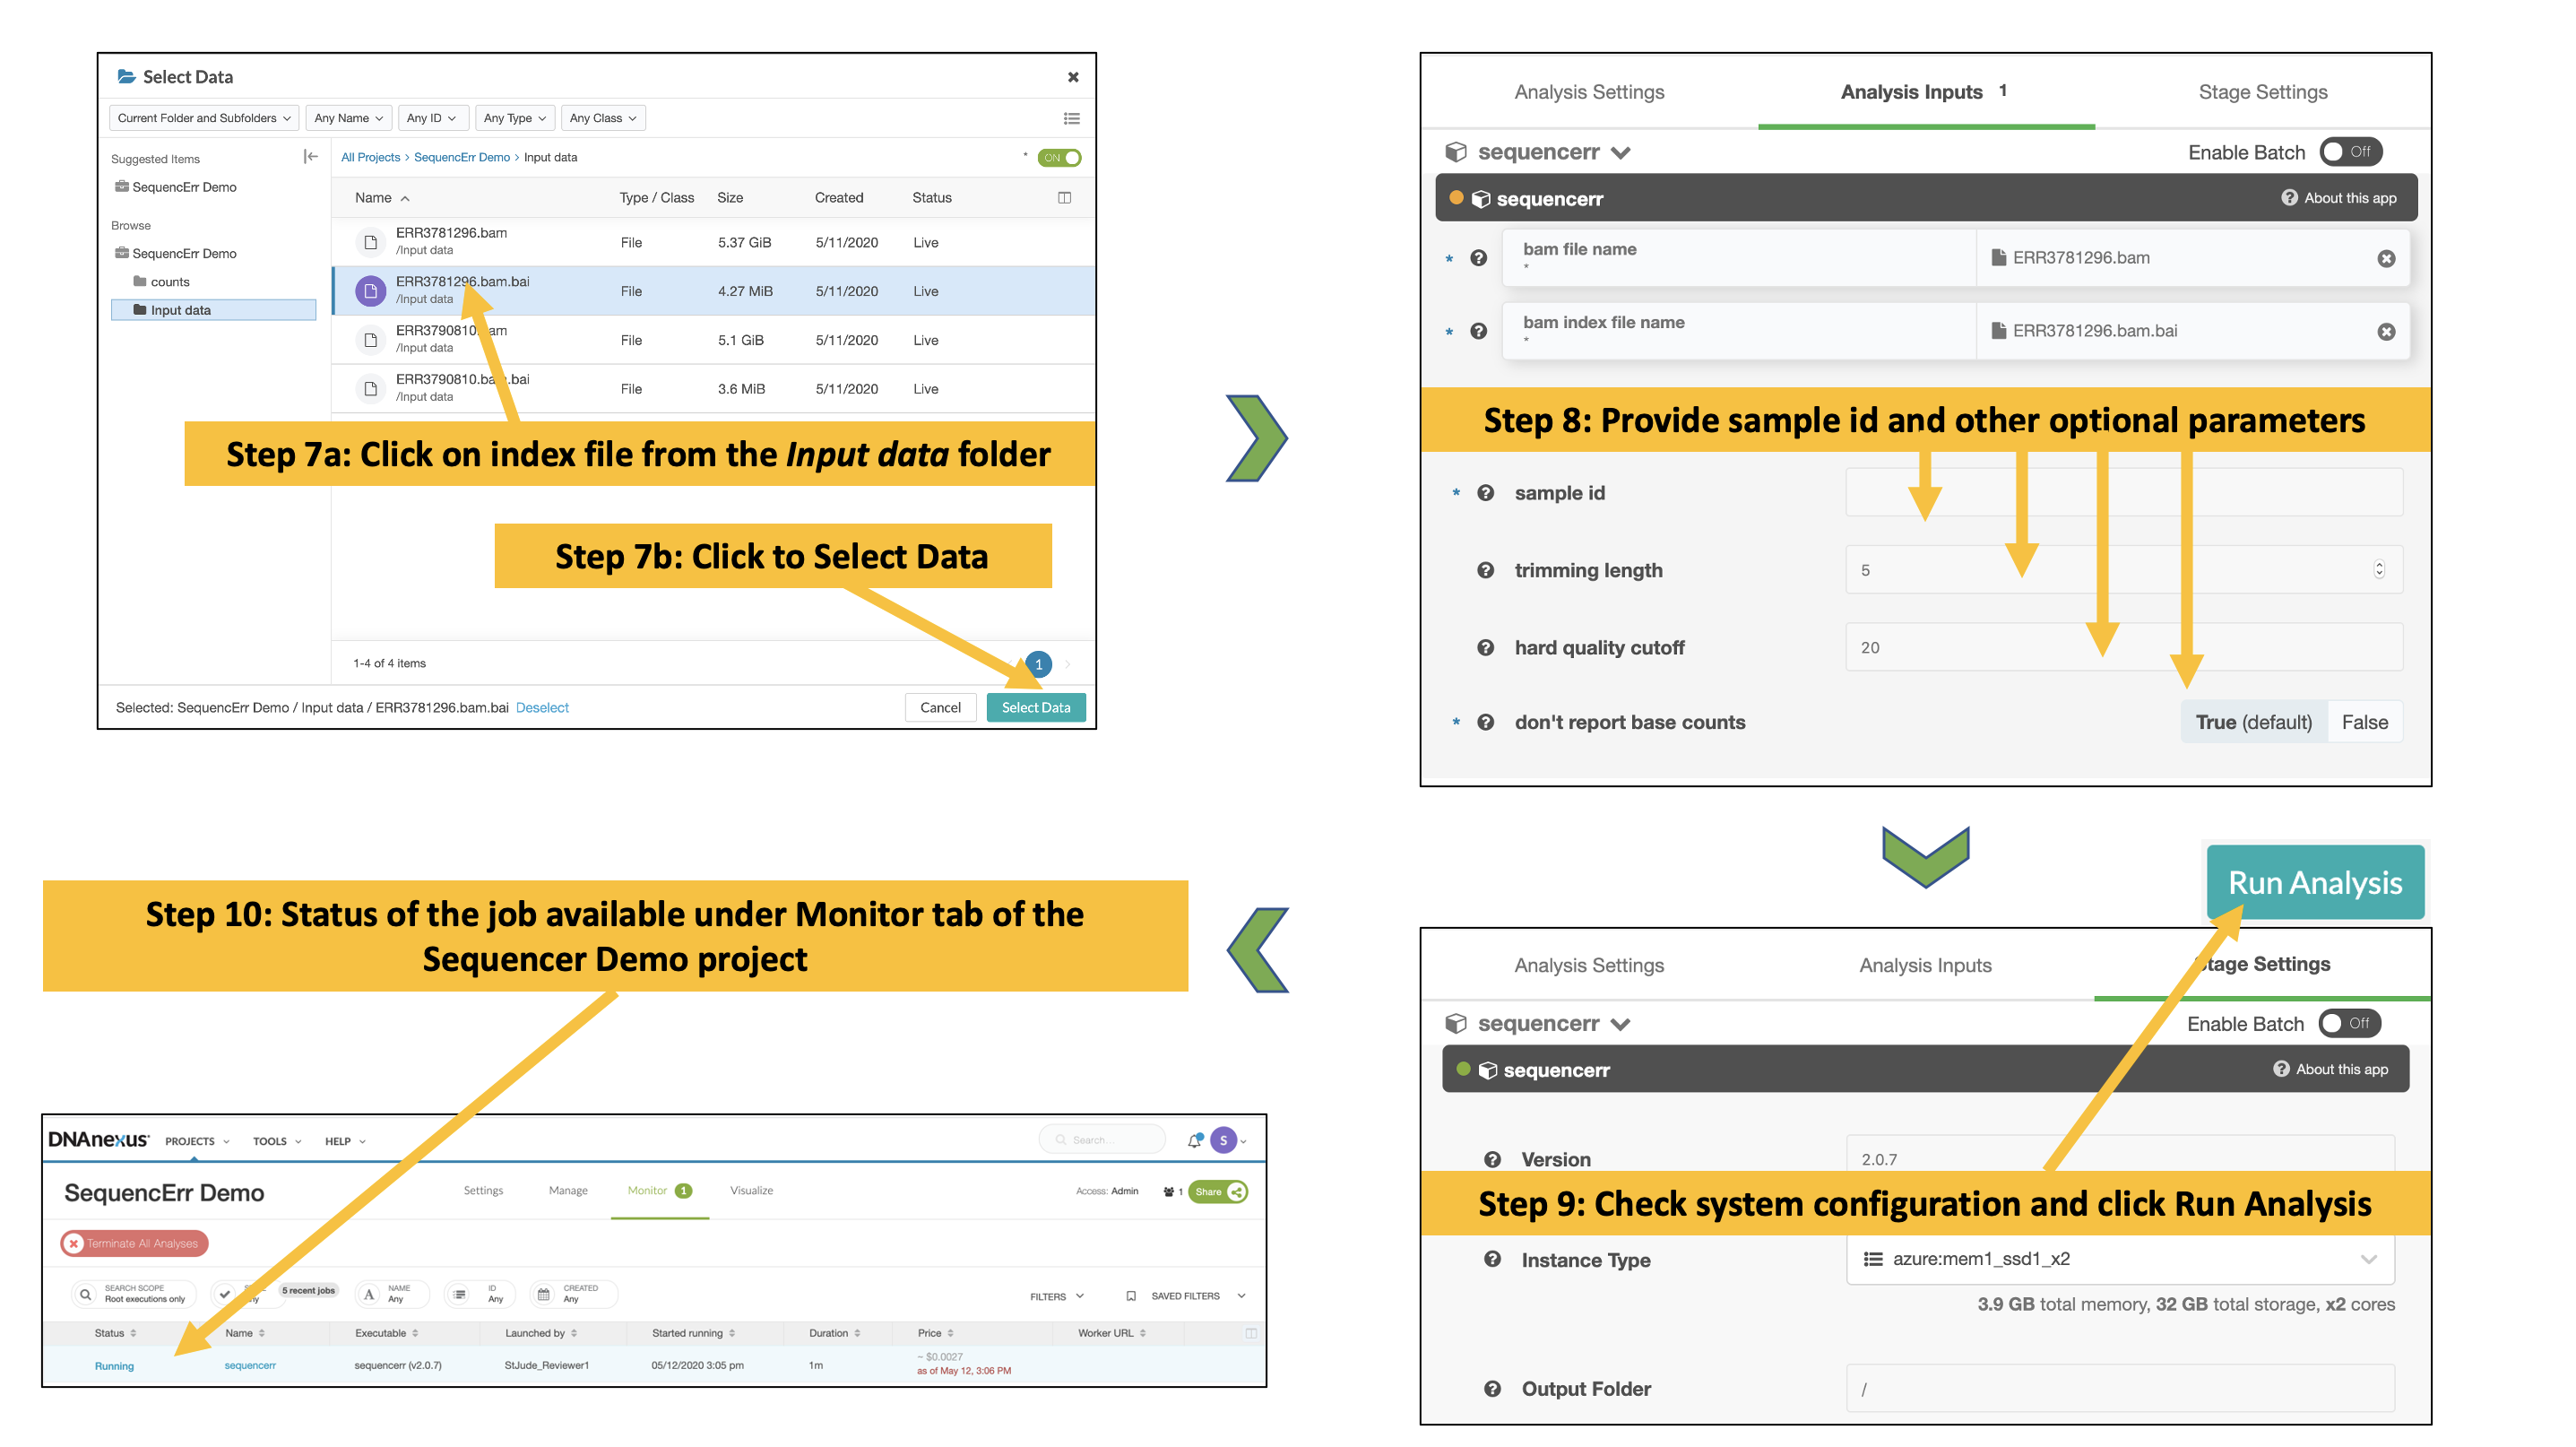 Select Data
Current Folder and Subfolders
Any Name
Any ID
Any Type
Any Class
Suggested Items
SequencErr Demo
Browse
SequencErr Demo
counts
Input data
All Projects > SequencErr Demo > Input data
* ON
Name Type / Class Size Created Status
ERR3781296.bam
/Input data
File 5.37 GiB 5/11/2020 Live
ERR3781296.bam.bai
/Input data
File 4.27 MiB 5/11/2020 Live
ERR3790810. am
/Input data
File 5.1 GiB 5/11/2020 Live
ERR3790810.ba .bai
/Input data
File 3.6 MiB 5/11/2020 Live
Step 7a: Click on index file from the Input data folder
Step 7b: Click to Select Data
1-4 of 4 items
1
Selected: SequencErr Demo / Input data / ERR3781296.bam.bai Deselect
Cancel
Select Data
Analysis Settings
Analysis Inputs 1
Stage Settings
sequencerr
Enable Batch Off
sequencerr
About this app
* bam file name
*
ERR3781296.bam
* bam index file name
*
ERR3781296.bam.bai
Step 8: Provide sample id and other optional parameters
* sample id
trimming length 5
hard quality cutoff 20
* don't report base counts
True (default) False
Run Analysis
Analysis Settings
Analysis Inputs
tage Settings
sequencerr
Enable Batch Off
sequencerr
About this app
Version 2.0.7
Step 9: Check system configuration and click Run Analysis
Instance Type azure:mem1_ssd1_x2
3.9 GB total memory, 32 GB total storage, x2 cores
Output Folder /
Step 10: Status of the job available under Monitor tab of the
Sequencer Demo project
DNAnexus PROJECTS TOOLS HELP
Search...
S
SequencErr Demo
Settings
Manage
Monitor 1
Visualize
Access: Admin
1
Share
Terminate All Analyses
SEARCH SCOPE
Root executions only
5 recent jobs
A
NAME
Any
ID
Any
CREATED
Any
FILTERS
SAVED FILTERS
Status Name Executable Launched by Started running Duration Price Worker URL
Running sequencerr sequencerr (v2.0.7) StJude_Reviewer1 05/12/2020 3:05 pm 1m
~ $0.0027
as of May 12, 3:06 PM